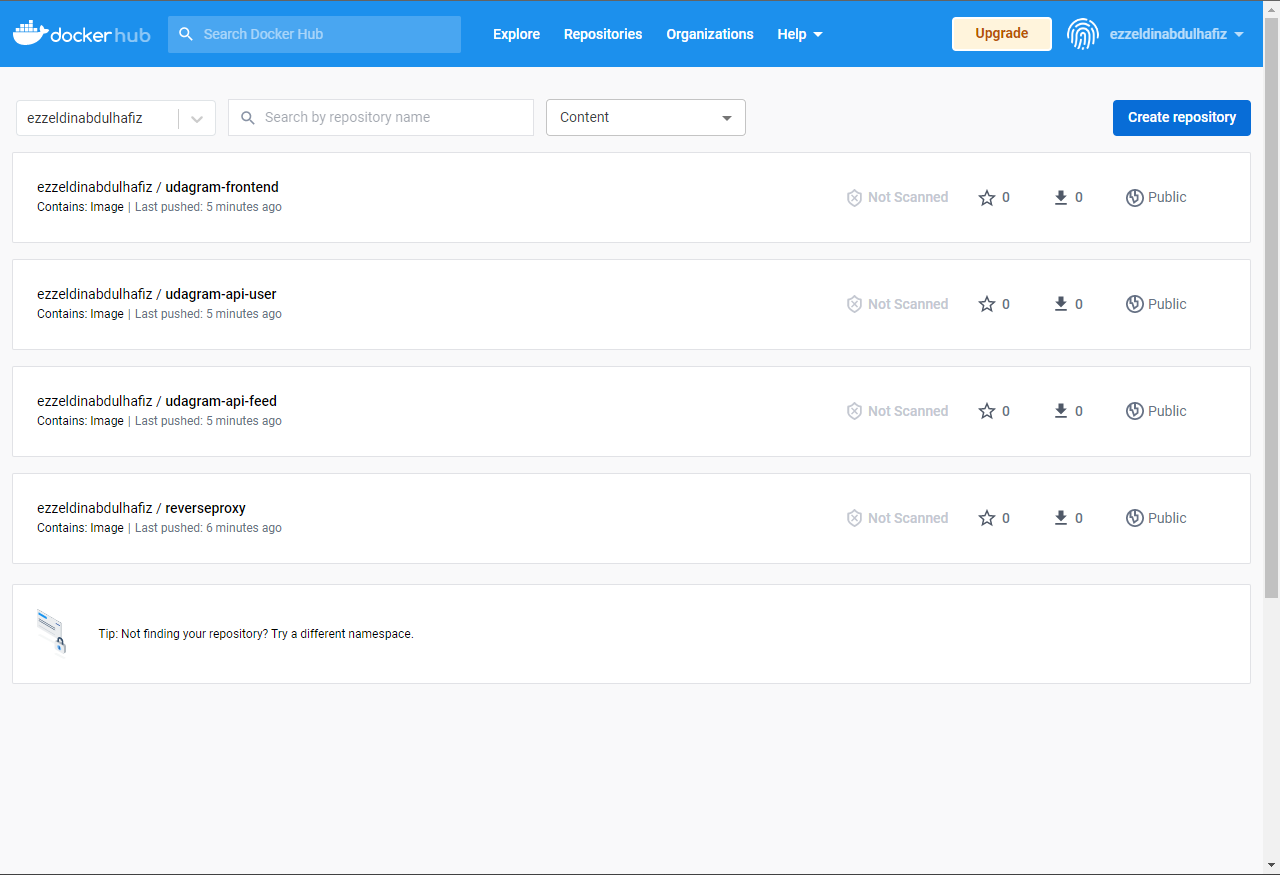 docker hub Search Docker Hub Explore Repositories Organizations Help Upgrade ezzeldinabdulhafiz
ezzeldinabdulhafiz Search by repository name Content Create repository
ezzeldinabdulhafiz / udagram-frontend
Contains: Image | Last pushed: 5 minutes ago
Not Scanned 0 0 Public
ezzeldinabdulhafiz / udagram-api-user
Contains: Image | Last pushed: 5 minutes ago
Not Scanned 0 0 Public
ezzeldinabdulhafiz / udagram-api-feed
Contains: Image | Last pushed: 5 minutes ago
Not Scanned 0 0 Public
ezzeldinabdulhafiz / reverseproxy
Contains: Image | Last pushed: 6 minutes ago
Not Scanned 0 0 Public
Tip: Not finding your repository? Try a different namespace.